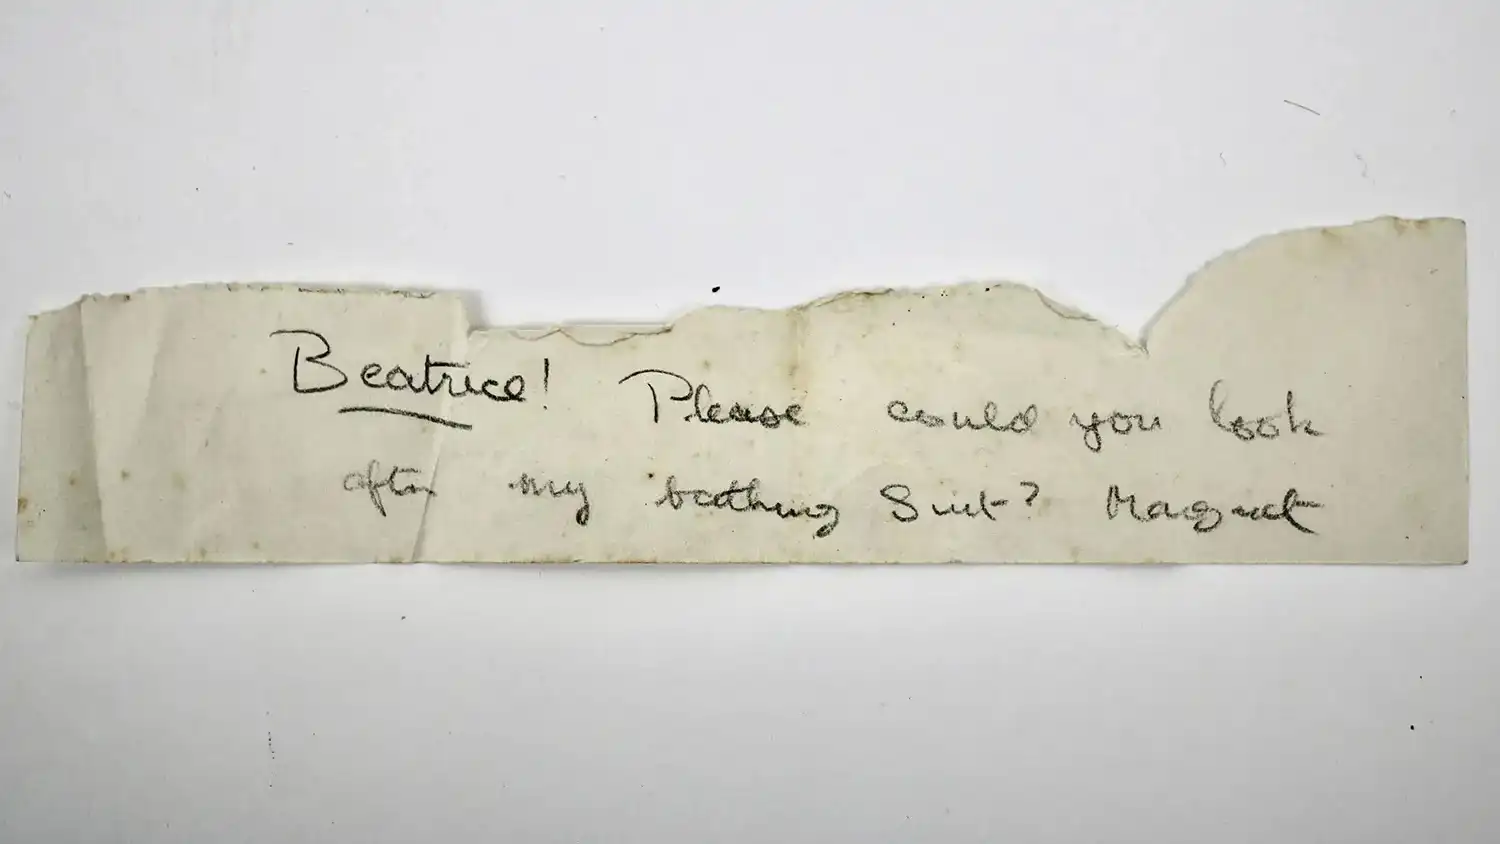 Beatrice! Please could you look
after my bathing Suit? Margaret